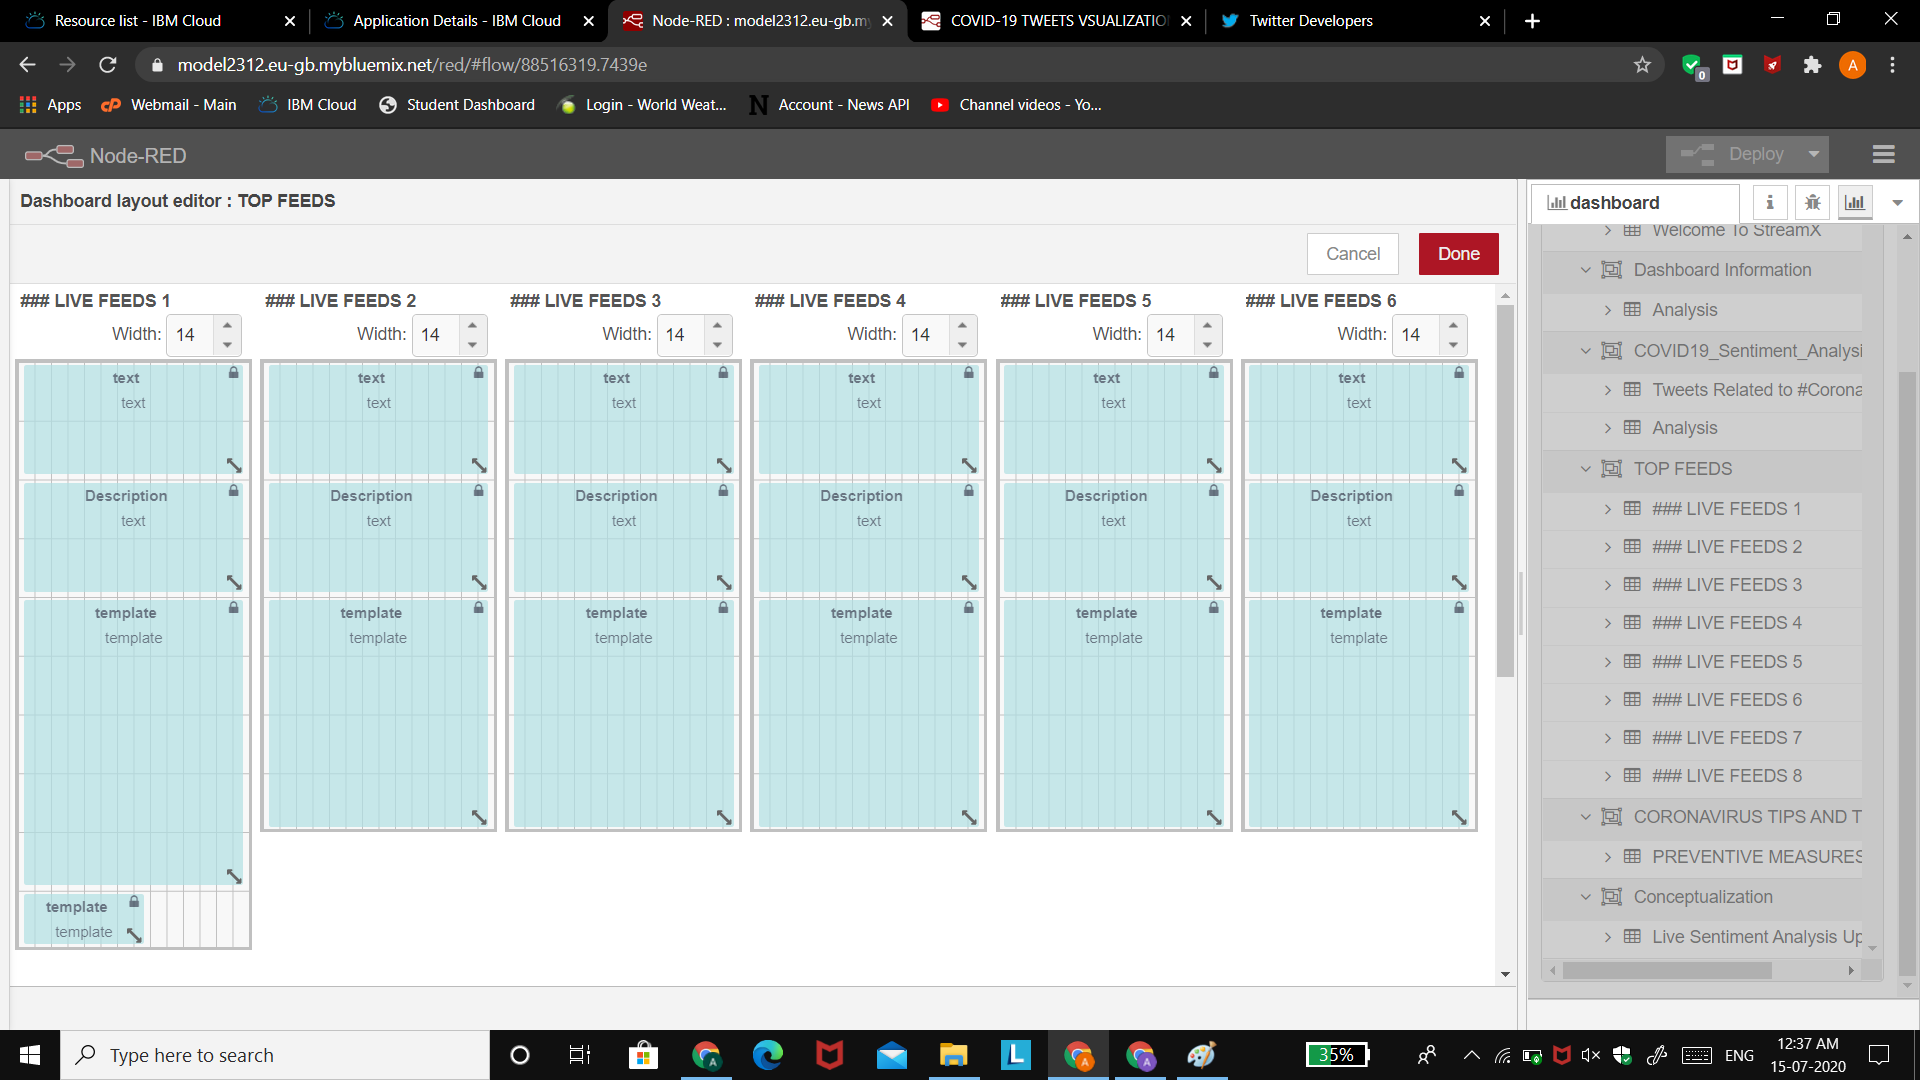 Resource list - IBM Cloud
Application Details - IBM Cloud
Node-RED : model2312.eu-gb.my
COVID-19 TWEETS VSUALIZATIO
Twitter Developers
model2312.eu-gb.mybluemix.net/red/#flow/88516319.7439e
0
A
Apps
Webmail - Main
IBM Cloud
Student Dashboard
Login - World Weat...
Account - News API
Channel videos - Yo...
Node-RED
Deploy
Dashboard layout editor : TOP FEEDS
Cancel
Done
### LIVE FEEDS 1
### LIVE FEEDS 2
### LIVE FEEDS 3
### LIVE FEEDS 4
### LIVE FEEDS 5
### LIVE FEEDS 6
Width: 14
Width: 14
Width: 14
Width: 14
Width: 14
Width: 14
text
text
text
text
text
text
text
text
text
text
text
text
Description
Description
Description
Description
Description
Description
text
text
text
text
text
text
template
template
template
template
template
template
template
template
template
template
template
template
template
template
dashboard
Welcome To StreamX
Dashboard Information
Analysis
COVID19_Sentiment_Analysi
Tweets Related to #Corona
Analysis
TOP FEEDS
### LIVE FEEDS 1
### LIVE FEEDS 2
### LIVE FEEDS 3
### LIVE FEEDS 4
### LIVE FEEDS 5
### LIVE FEEDS 6
### LIVE FEEDS 7
### LIVE FEEDS 8
CORONAVIRUS TIPS AND T
PREVENTIVE MEASURES
Conceptualization
Live Sentiment Analysis Up
Type here to search
35%
ENG
12:37 AM
15-07-2020